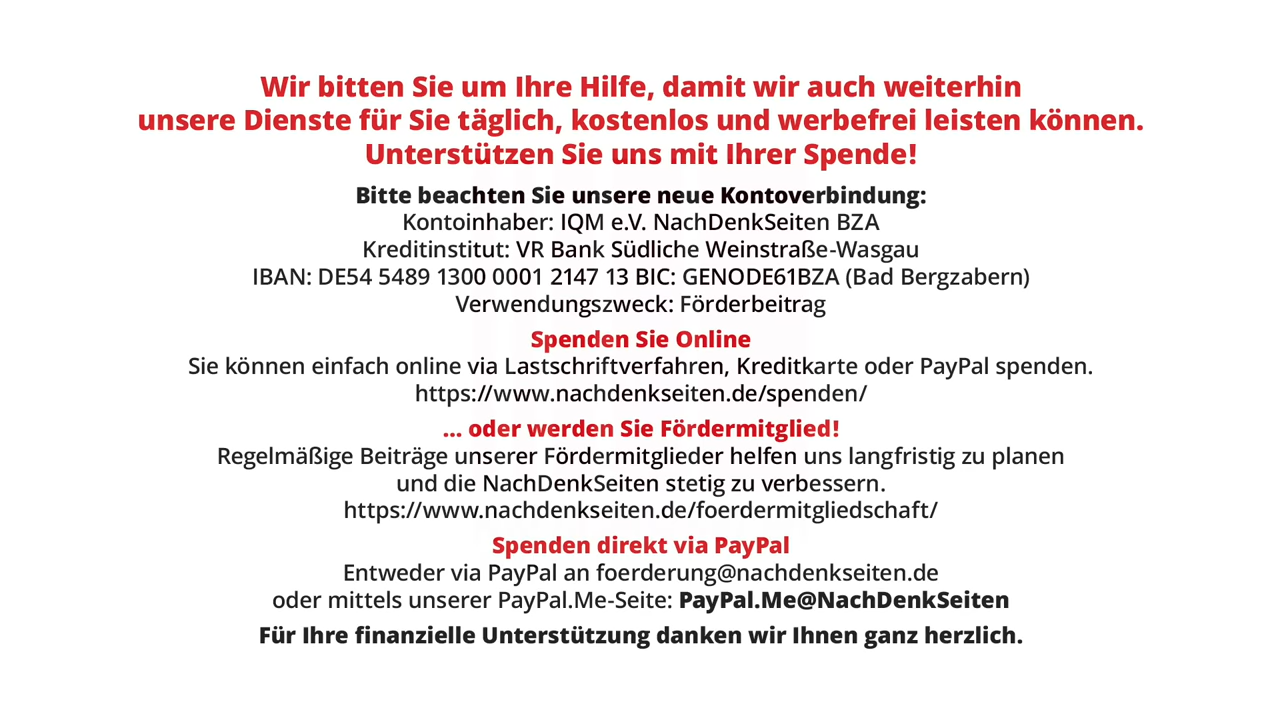 Wir bitten Sie um Ihre Hilfe, damit wir auch weiterhin
unsere Dienste für Sie täglich, kostenlos und werbefrei leisten können.
Unterstützen Sie uns mit Ihrer Spende!
Bitte beachten Sie unsere neue Kontoverbindung:
Kontoinhaber: IQM e.V. NachDenkSeiten BZA
Kreditinstitut: VR Bank Südliche Weinstraße-Wasgau
IBAN: DE54 5489 1300 0001 2147 13 BIC: GENODE61BZA (Bad Bergzabern)
Verwendungszweck: Förderbeitrag
Spenden Sie Online
Sie können einfach online via Lastschriftverfahren, Kreditkarte oder PayPal spenden.
https://www.nachdenkseiten.de/spenden/
... oder werden Sie Fördermitglied!
Regelmäßige Beiträge unserer Fördermitglieder helfen uns langfristig zu planen
und die NachDenkSeiten stetig zu verbessern.
https://www.nachdenkseiten.de/foerdermitgliedschaft/
Spenden direkt via PayPal
Entweder via PayPal an foerderung@nachdenkseiten.de
oder mittels unserer PayPal.Me-Seite: PayPal.Me@NachDenkSeiten
Für Ihre finanzielle Unterstützung danken wir Ihnen ganz herzlich.